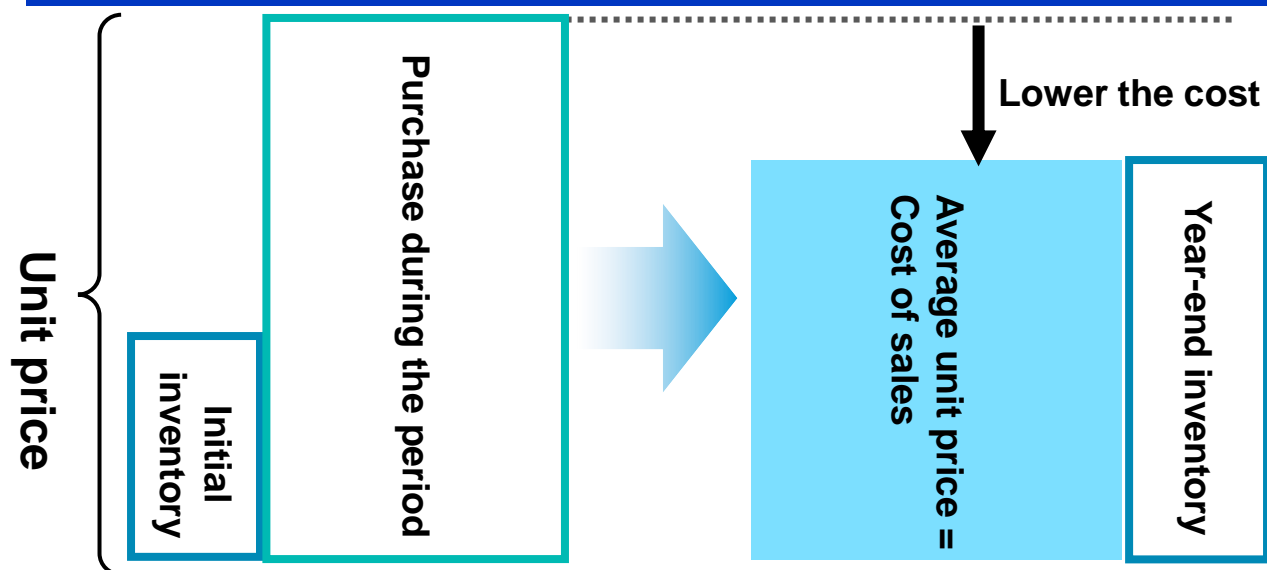 Unit price
Initial
inventory
Purchase during the period
Lower the cost
Average unit price =
Cost of sales
Year-end inventory